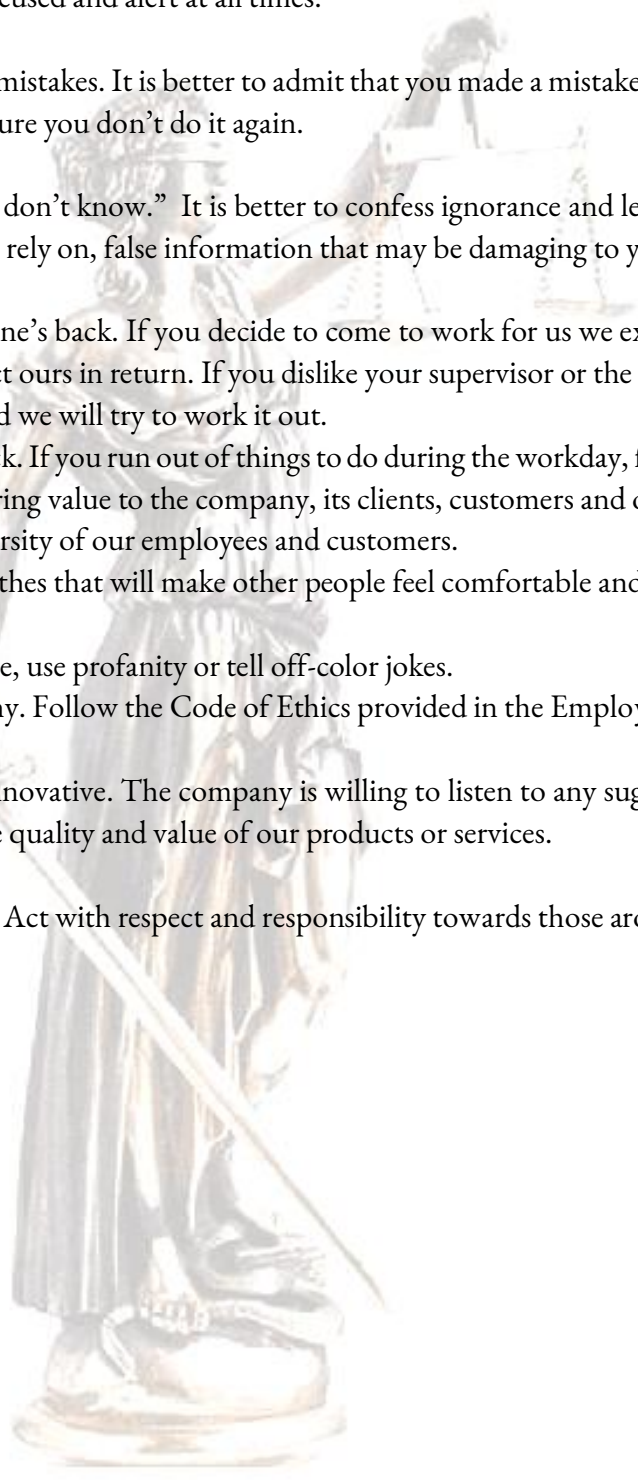 cused and alert at all times.
mistakes. It is better to admit that you made a mistake
ure you don’t do it again.
don’t know.”  It is better to confess ignorance and le
rely on, false information that may be damaging to y
ne’s back. If you decide to come to work for us we ex
ct ours in return. If you dislike your supervisor or the
d we will try to work it out.
k. If you run out of things to do during the workday, f
ring value to the company, its clients, customers and o
rsity of our employees and customers.
thes that will make other people feel comfortable and
e, use profanity or tell off-color jokes.
ny. Follow the Code of Ethics provided in the Employ
nnovative. The company is willing to listen to any sug
e quality and value of our products or services.
Act with respect and responsibility towards those aro